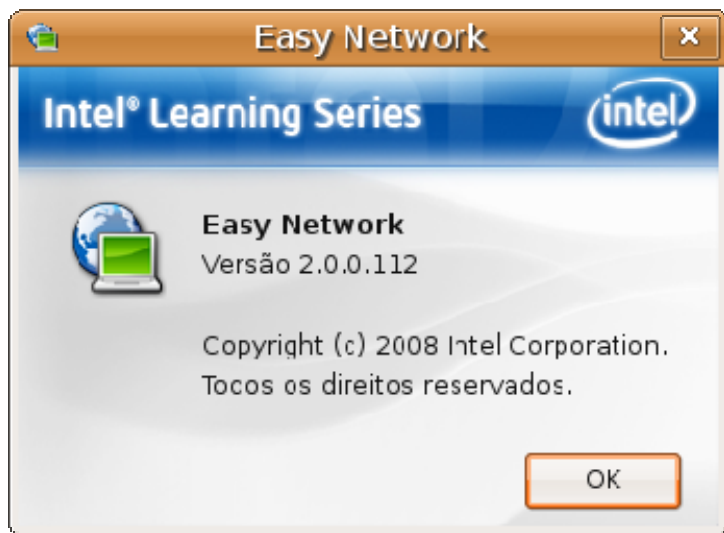 Easy Network
Intel® Learning Series
intel
Easy Network
Versão 2.0.0.112
Copyright (c) 2008 Intel Corporation.
Tocos os direitos reservados.
OK